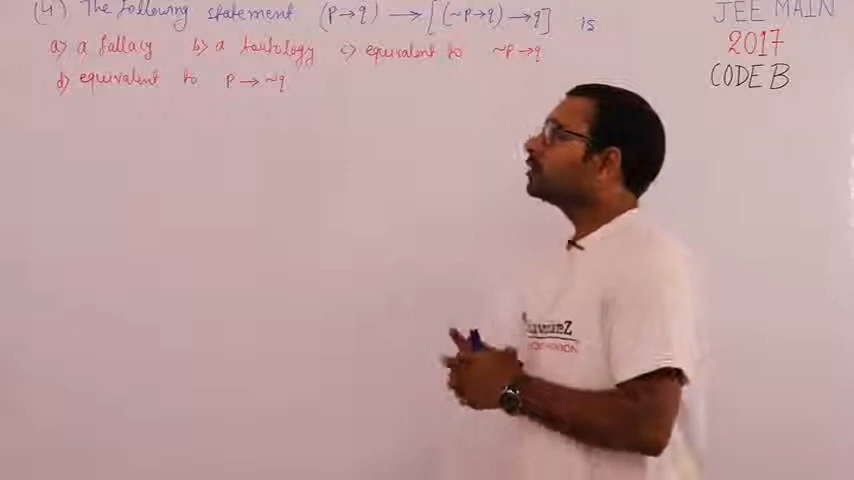 (4) The following statement (p→q) → [(~p→q)→q] is
a) a fallacy b) a tautology c) equivalent to ~p→q
d) equivalent to p→~q
JEE MAIN
2017
CODE B